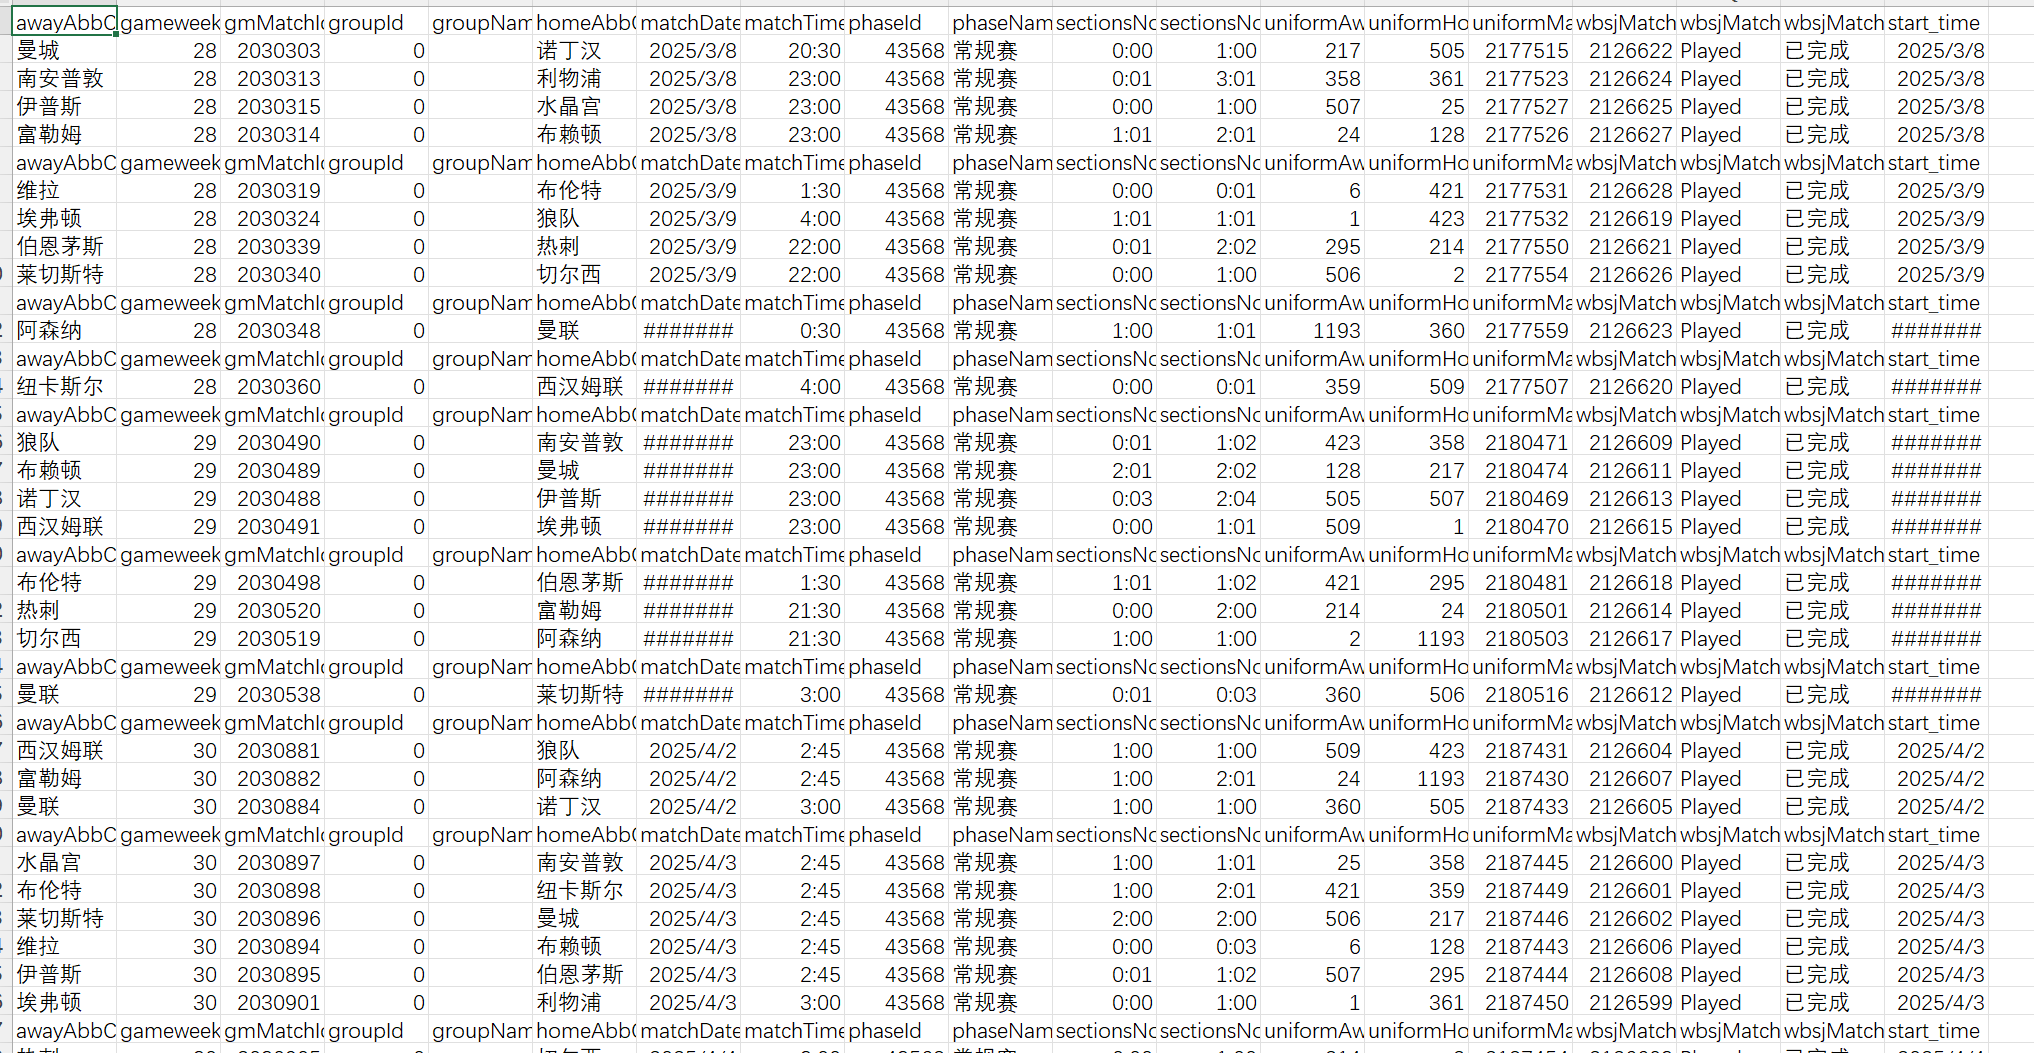 awayAbbC gameweek gmMatchId groupId groupNam homeAbbC matchDate matchTime phaseId phaseNam sectionsNo sectionsNo uniformAw uniformHo uniformMa wbsjMatch wbsjMatch wbsjMatch start_time
曼城 28 2030303 0 诺丁汉 2025/3/8 20:30 43568 常规赛 0:00 1:00 217 505 2177515 2126622 Played 已完成 2025/3/8
南安普敦 28 2030313 0 利物浦 2025/3/8 23:00 43568 常规赛 0:01 3:01 358 361 2177523 2126624 Played 已完成 2025/3/8
伊普斯 28 2030315 0 水晶宫 2025/3/8 23:00 43568 常规赛 0:00 1:00 507 25 2177527 2126625 Played 已完成 2025/3/8
富勒姆 28 2030314 0 布赖顿 2025/3/8 23:00 43568 常规赛 1:01 2:01 24 128 2177526 2126627 Played 已完成 2025/3/8
awayAbbC gameweek gmMatchId groupId groupNam homeAbbC matchDate matchTime phaseId phaseNam sectionsNo sectionsNo uniformAw uniformHo uniformMa wbsjMatch wbsjMatch wbsjMatch start_time
维拉 28 2030319 0 布伦特 2025/3/9 1:30 43568 常规赛 0:00 0:01 6 421 2177531 2126628 Played 已完成 2025/3/9
埃弗顿 28 2030324 0 狼队 2025/3/9 4:00 43568 常规赛 1:01 1:01 1 423 2177532 2126619 Played 已完成 2025/3/9
伯恩茅斯 28 2030339 0 热刺 2025/3/9 22:00 43568 常规赛 0:01 2:02 295 214 2177550 2126621 Played 已完成 2025/3/9
莱切斯特 28 2030340 0 切尔西 2025/3/9 22:00 43568 常规赛 0:00 1:00 506 2 2177554 2126626 Played 已完成 2025/3/9
awayAbbC gameweek gmMatchId groupId groupNam homeAbbC matchDate matchTime phaseId phaseNam sectionsNo sectionsNo uniformAw uniformHo uniformMa wbsjMatch wbsjMatch wbsjMatch start_time
阿森纳 28 2030348 0 曼联 ####### 0:30 43568 常规赛 1:00 1:01 1193 360 2177559 2126623 Played 已完成 #######
awayAbbC gameweek gmMatchId groupId groupNam homeAbbC matchDate matchTime phaseId phaseNam sectionsNo sectionsNo uniformAw uniformHo uniformMa wbsjMatch wbsjMatch wbsjMatch start_time
纽卡斯尔 28 2030360 0 西汉姆联 ####### 4:00 43568 常规赛 0:00 0:01 359 509 2177507 2126620 Played 已完成 #######
awayAbbC gameweek gmMatchId groupId groupNam homeAbbC matchDate matchTime phaseId phaseNam sectionsNo sectionsNo uniformAw uniformHo uniformMa wbsjMatch wbsjMatch wbsjMatch start_time
狼队 29 2030490 0 南安普敦 ####### 23:00 43568 常规赛 0:01 1:02 423 358 2180471 2126609 Played 已完成 #######
布赖顿 29 2030489 0 曼城 ####### 23:00 43568 常规赛 2:01 2:02 128 217 2180474 2126611 Played 已完成 #######
诺丁汉 29 2030488 0 伊普斯 ####### 23:00 43568 常规赛 0:03 2:04 505 507 2180469 2126613 Played 已完成 #######
西汉姆联 29 2030491 0 埃弗顿 ####### 23:00 43568 常规赛 0:00 1:01 509 1 2180470 2126615 Played 已完成 #######
awayAbbC gameweek gmMatchId groupId groupNam homeAbbC matchDate matchTime phaseId phaseNam sectionsNo sectionsNo uniformAw uniformHo uniformMa wbsjMatch wbsjMatch wbsjMatch start_time
布伦特 29 2030498 0 伯恩茅斯 ####### 1:30 43568 常规赛 1:01 1:02 421 295 2180481 2126618 Played 已完成 #######
热刺 29 2030520 0 富勒姆 ####### 21:30 43568 常规赛 0:00 2:00 214 24 2180501 2126614 Played 已完成 #######
切尔西 29 2030519 0 阿森纳 ####### 21:30 43568 常规赛 1:00 1:00 2 1193 2180503 2126617 Played 已完成 #######
awayAbbC gameweek gmMatchId groupId groupNam homeAbbC matchDate matchTime phaseId phaseNam sectionsNo sectionsNo uniformAw uniformHo uniformMa wbsjMatch wbsjMatch wbsjMatch start_time
曼联 29 2030538 0 莱切斯特 ####### 3:00 43568 常规赛 0:01 0:03 360 506 2180516 2126612 Played 已完成 #######
awayAbbC gameweek gmMatchId groupId groupNam homeAbbC matchDate matchTime phaseId phaseNam sectionsNo sectionsNo uniformAw uniformHo uniformMa wbsjMatch wbsjMatch wbsjMatch start_time
西汉姆联 30 2030881 0 狼队 2025/4/2 2:45 43568 常规赛 1:00 1:00 509 423 2187431 2126604 Played 已完成 2025/4/2
富勒姆 30 2030882 0 阿森纳 2025/4/2 2:45 43568 常规赛 1:00 2:01 24 1193 2187430 2126607 Played 已完成 2025/4/2
曼联 30 2030884 0 诺丁汉 2025/4/2 3:00 43568 常规赛 1:00 1:00 360 505 2187433 2126605 Played 已完成 2025/4/2
awayAbbC gameweek gmMatchId groupId groupNam homeAbbC matchDate matchTime phaseId phaseNam sectionsNo sectionsNo uniformAw uniformHo uniformMa wbsjMatch wbsjMatch wbsjMatch start_time
水晶宫 30 2030897 0 南安普敦 2025/4/3 2:45 43568 常规赛 1:00 1:01 25 358 2187445 2126600 Played 已完成 2025/4/3
布伦特 30 2030898 0 纽卡斯尔 2025/4/3 2:45 43568 常规赛 1:00 2:01 421 359 2187449 2126601 Played 已完成 2025/4/3
莱切斯特 30 2030896 0 曼城 2025/4/3 2:45 43568 常规赛 2:00 2:00 506 217 2187446 2126602 Played 已完成 2025/4/3
维拉 30 2030894 0 布赖顿 2025/4/3 2:45 43568 常规赛 0:00 0:03 6 128 2187443 2126606 Played 已完成 2025/4/3
伊普斯 30 2030895 0 伯恩茅斯 2025/4/3 2:45 43568 常规赛 0:01 1:02 507 295 2187444 2126608 Played 已完成 2025/4/3
埃弗顿 30 2030901 0 利物浦 2025/4/3 3:00 43568 常规赛 0:00 1:00 1 361 2187450 2126599 Played 已完成 2025/4/3
awayAbbC gameweek gmMatchId groupId groupNam homeAbbC matchDate matchTime phaseId phaseNam sectionsNo sectionsNo uniformAw uniformHo uniformMa wbsjMatch wbsjMatch wbsjMatch start_time